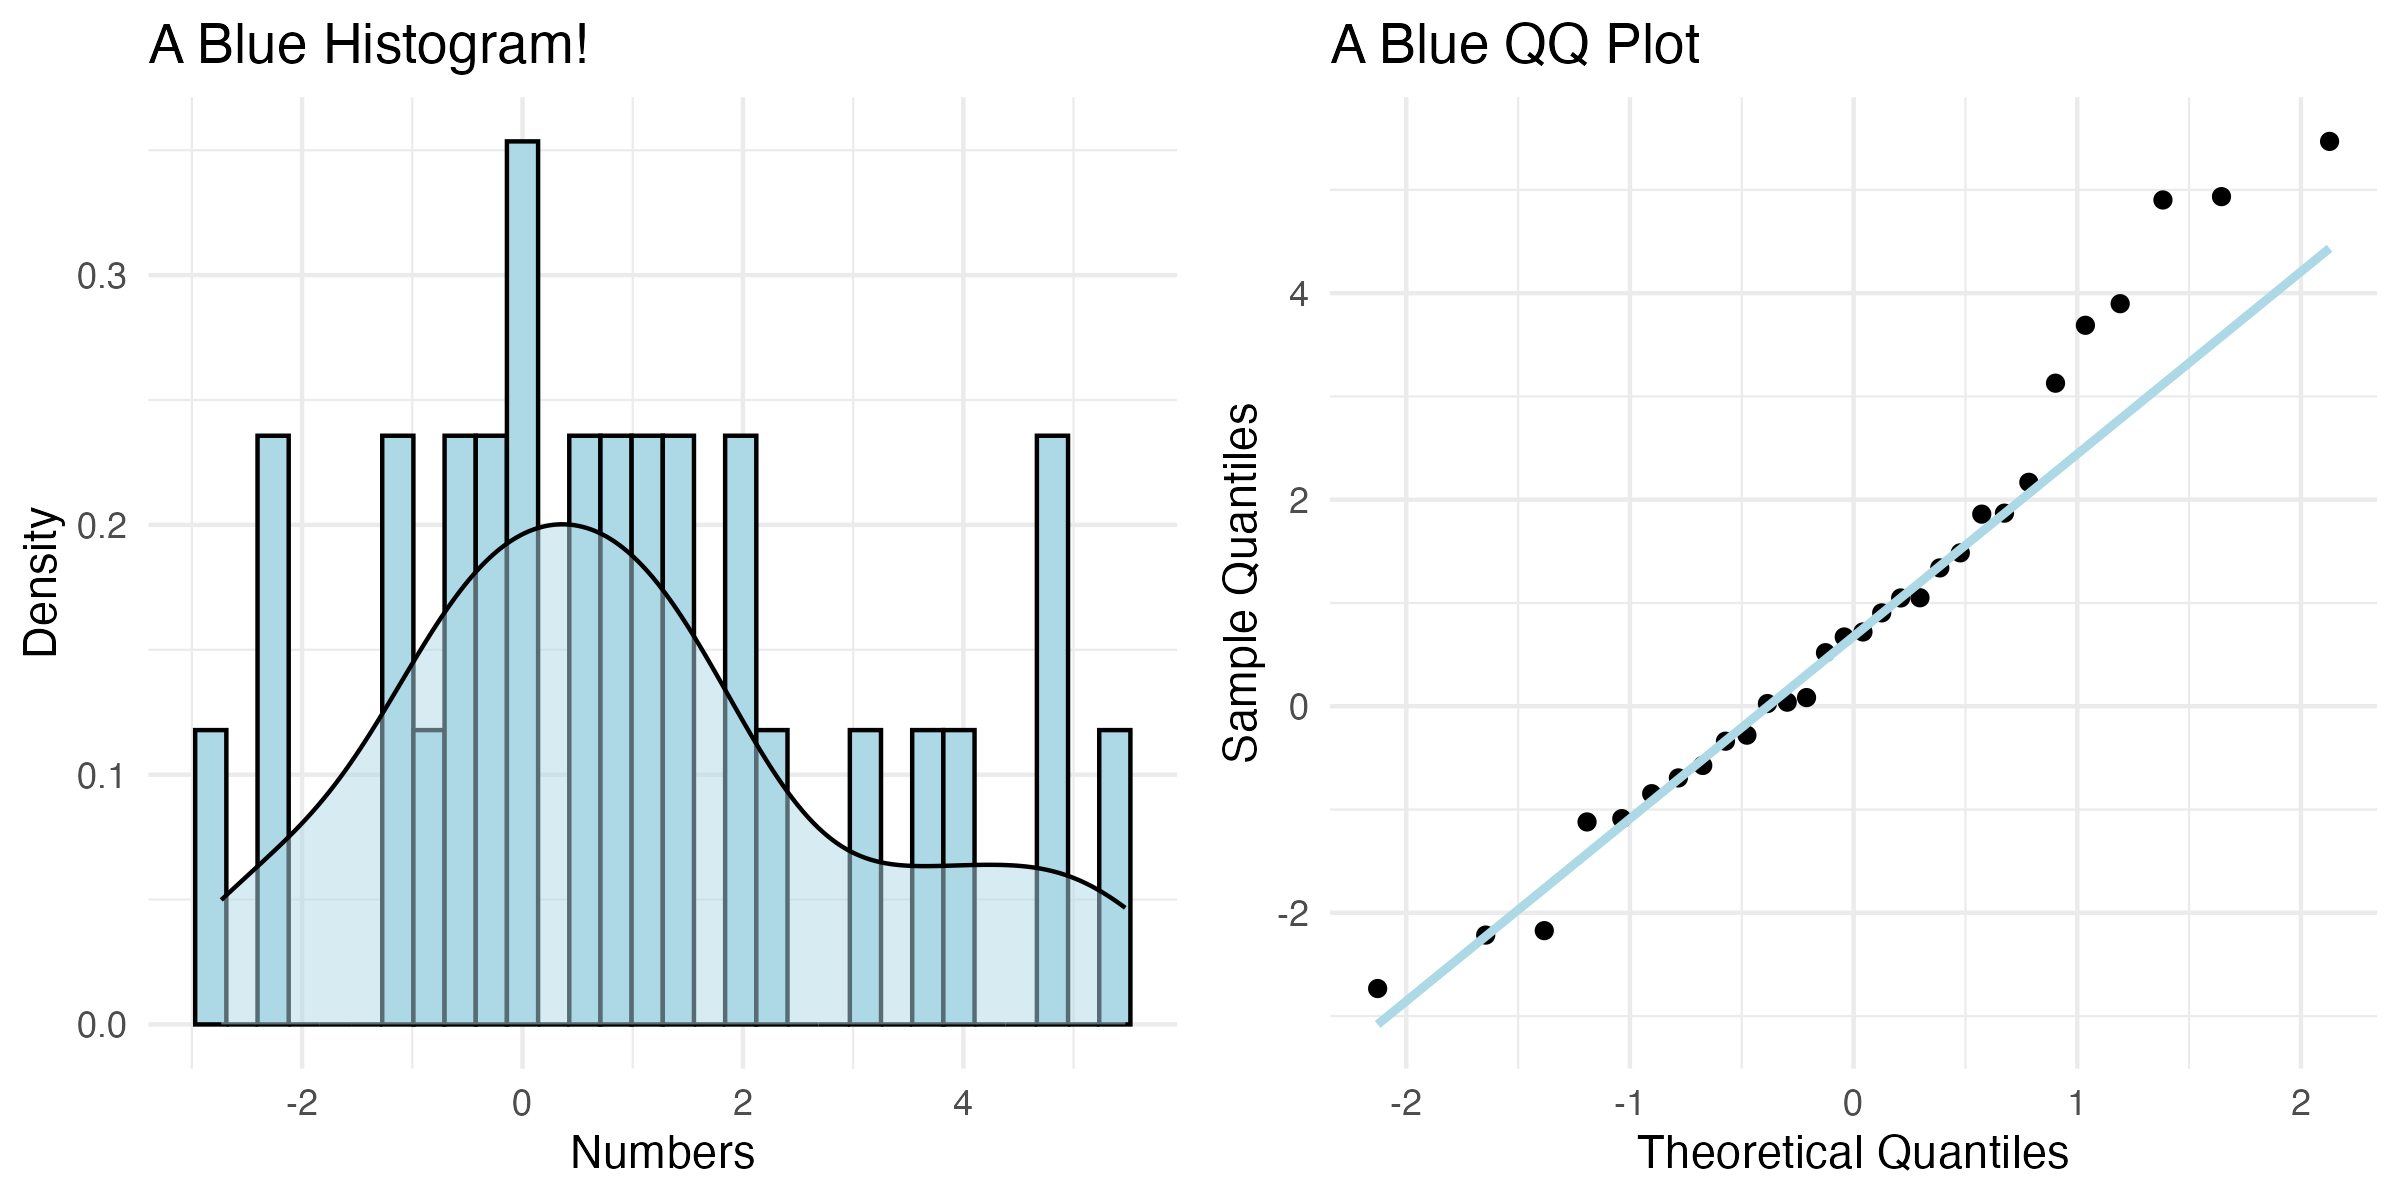 A Blue Histogram!
Density
0.3
0.2
0.1
0.0
-2 0 2 4
Numbers
A Blue QQ Plot
Sample Quantiles
4
2
0
-2
-2 -1 0 1 2
Theoretical Quantiles